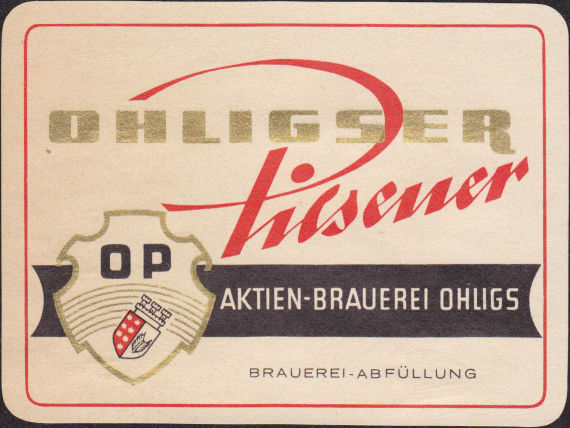 OHLIGSER
Pilsener
OP
AKTIEN-BRAUEREI OHLIGS
BRAUEREI-ABFÜLLUNG